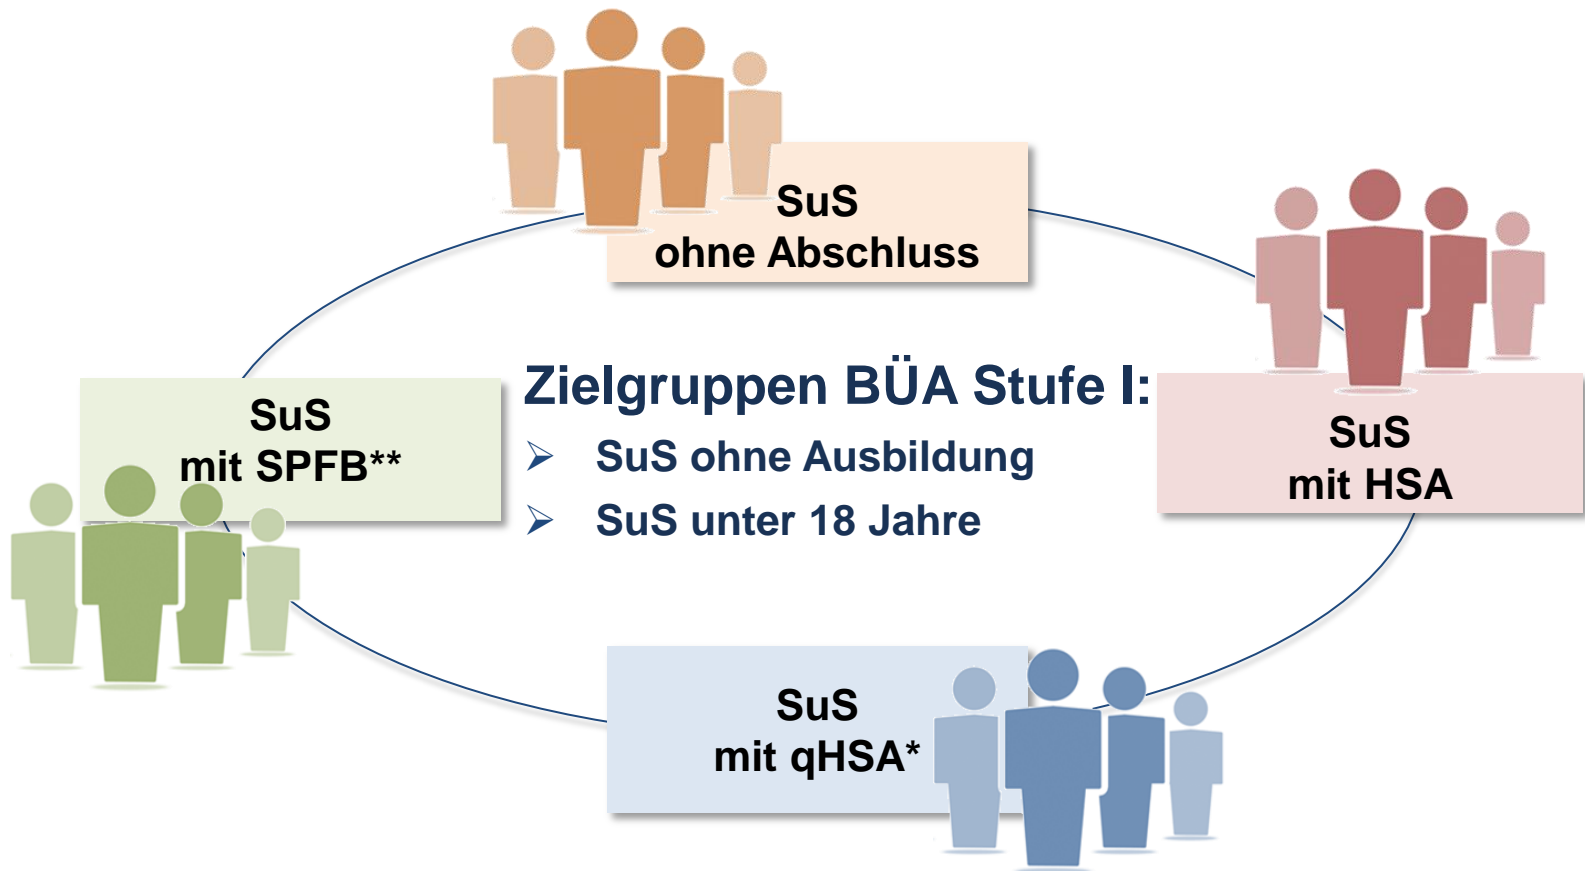 SuS
ohne Abschluss
Zielgruppen BÜA Stufe I:
➢ SuS ohne Ausbildung
➢ SuS unter 18 Jahre
SuS
mit SPFB**
SuS
mit HSA
SuS
mit qHSA*